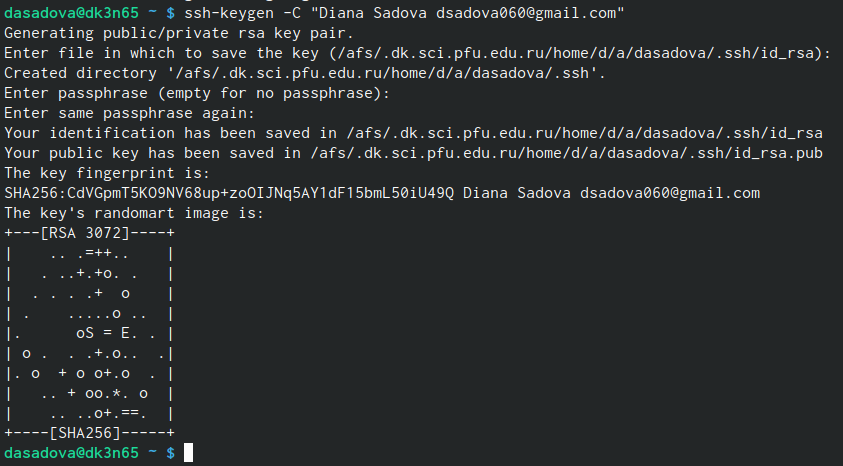 dasadova@dk3n65 ~ $ ssh-keygen -C "Diana Sadova dsadova060@gmail.com"
Generating public/private rsa key pair.
Enter file in which to save the key (/afs/.dk.sci.pfu.edu.ru/home/d/a/dasadova/.ssh/id_rsa):
Created directory '/afs/.dk.sci.pfu.edu.ru/home/d/a/dasadova/.ssh'.
Enter passphrase (empty for no passphrase):
Enter same passphrase again:
Your identification has been saved in /afs/.dk.sci.pfu.edu.ru/home/d/a/dasadova/.ssh/id_rsa
Your public key has been saved in /afs/.dk.sci.pfu.edu.ru/home/d/a/dasadova/.ssh/id_rsa.pub
The key fingerprint is:
SHA256:CdVGpmT5KO9NV68up+zoOIJNq5AY1dF15bmL50iU49Q Diana Sadova dsadova060@gmail.com
The key's randomart image is:
+---[RSA 3072]----+
|    .. .=++..    |
|   . ..+.+o. .   |
|  . . . .+  o    |
| .    .....o ..  |
|.      oS = E. . |
| o .  . .+.o..  .|
|. o  + o o+.o  . |
|   .. + oo.*. o  |
|    .. ..o+.==.  |
+----[SHA256]-----+
dasadova@dk3n65 ~ $